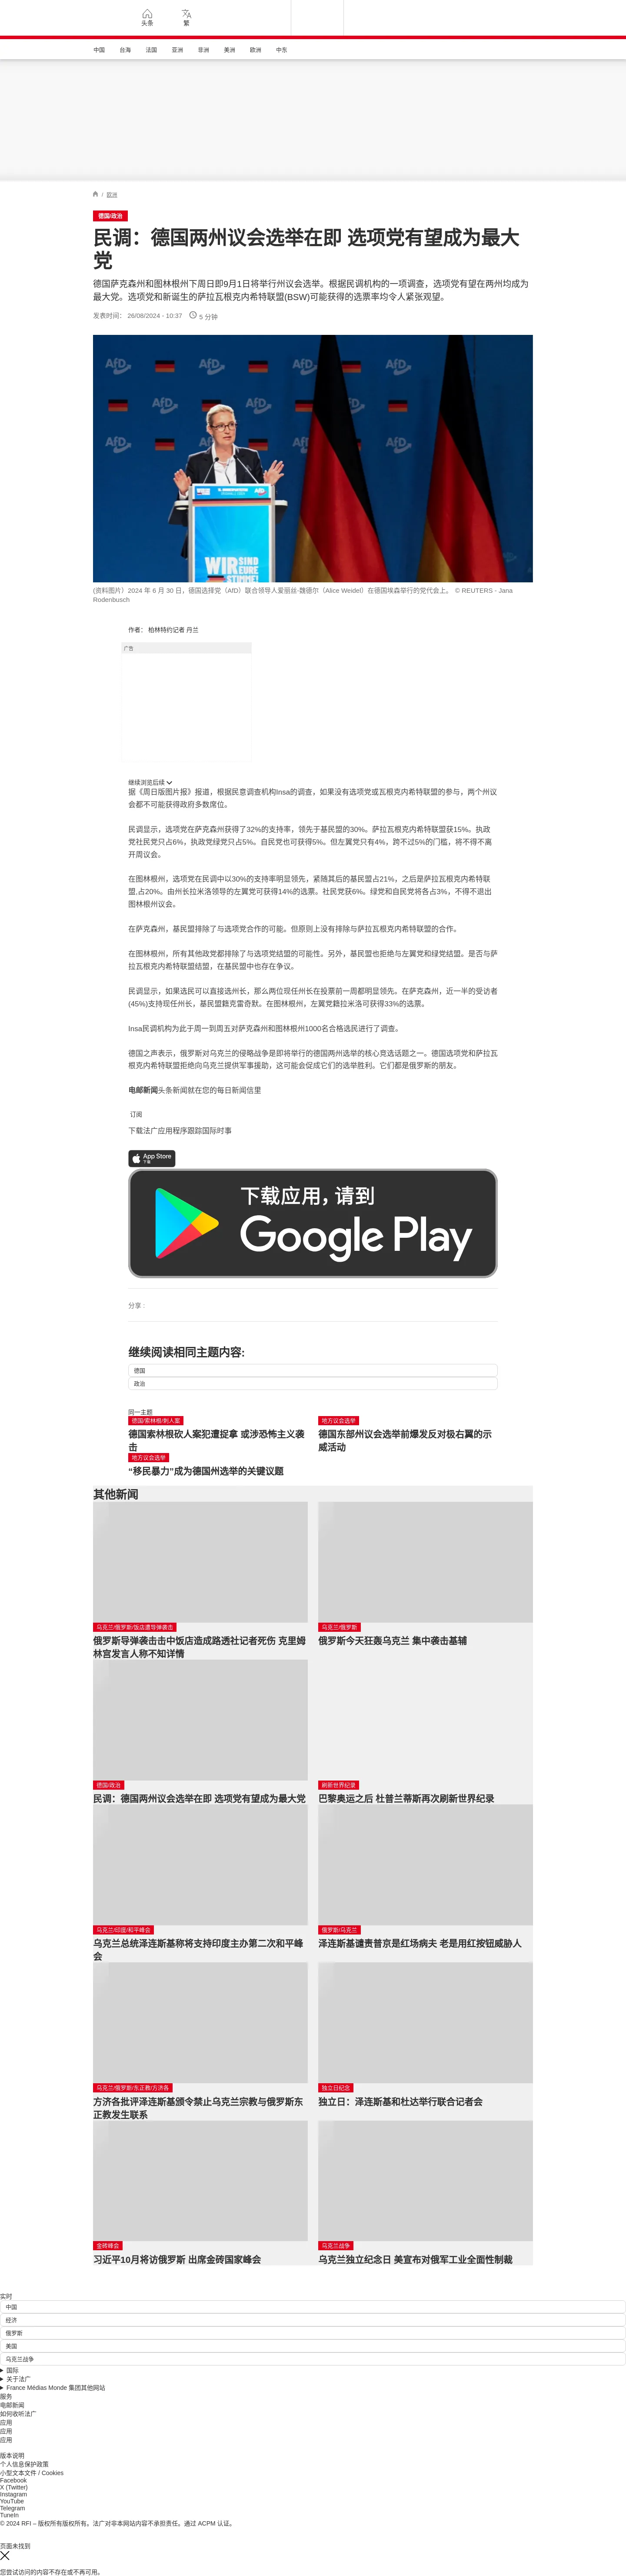 头条
繁
中国
台海
法国
亚洲
非洲
美洲
欧洲
中东
/ 欧洲
德国/政治
民调：德国两州议会选举在即 选项党有望成为最大
党
德国萨克森州和图林根州下周日即9月1日将举行州议会选举。根据民调机构的一项调查，选项党有望在两州均成为
最大党。选项党和新诞生的萨拉瓦根克内希特联盟(BSW)可能获得的选票率均令人紧张观望。
发表时间： 26/08/2024 - 10:37 5 分钟
AfD
WIR SIND EURE STIMME
(资料图片）2024 年 6 月 30 日，德国选择党（AfD）联合领导人爱丽丝·魏德尔（Alice Weidel）在德国埃森举行的党代会上。 © REUTERS - Jana
Rodenbusch
作者： 柏林特约记者 丹兰
广告
继续浏览后续
据《周日版图片报》报道，根据民意调查机构Insa的调查，如果没有选项党或瓦根克内希特联盟的参与，两个州议
会都不可能获得政府多数席位。
民调显示，选项党在萨克森州获得了32%的支持率，领先于基民盟的30%。萨拉瓦根克内希特联盟获15%。执政
党社民党只占6%，执政党绿党只占5%。自民党也可获得5%。但左翼党只有4%，跨不过5%的门槛，将不得不离
开周议会。
在图林根州，选项党在民调中以30%的支持率明显领先，紧随其后的基民盟占21%，之后是萨拉瓦根克内希特联
盟,占20%。由州长拉米洛领导的左翼党可获得14%的选票。社民党获6%。绿党和自民党将各占3%，不得不退出
图林根州议会。
在萨克森州，基民盟排除了与选项党合作的可能。但原则上没有排除与萨拉瓦根克内希特联盟的合作。
在图林根州，所有其他政党都排除了与选项党结盟的可能性。另外，基民盟也拒绝与左翼党和绿党结盟。是否与萨
拉瓦根克内希特联盟结盟，在基民盟中也存在争议。
民调显示，如果选民可以直接选州长，那么两位现任州长在投票前一周都明显领先。在萨克森州，近一半的受访者
(45%)支持现任州长，基民盟籍克雷奇默。在图林根州，左翼党籍拉米洛可获得33%的选票。
Insa民调机构为此于周一到周五对萨克森州和图林根州1000名合格选民进行了调查。
德国之声表示，俄罗斯对乌克兰的侵略战争是即将举行的德国两州选举的核心竞选话题之一。德国选项党和萨拉瓦
根克内希特联盟拒绝向乌克兰提供军事援助，这可能会促成它们的选举胜利。它们都是俄罗斯的朋友。
电邮新闻头条新闻就在您的每日新闻信里
订阅
下载法广应用程序跟踪国际时事
App Store
下载
下载应用，请到
Google Play
分享 :
继续阅读相同主题内容:
德国
政治
同一主题
德国/索林根/刺人案
德国索林根砍人案犯遭捉拿 或涉恐怖主义袭
击
地方议会选举
德国东部州议会选举前爆发反对极右翼的示
威活动
地方议会选举
“移民暴力”成为德国州选举的关键议题
其他新闻
乌克兰/俄罗斯/饭店遭导弹袭击
俄罗斯导弹袭击击中饭店造成路透社记者死伤 克里姆
林宫发言人称不知详情
乌克兰/俄罗斯
俄罗斯今天狂轰乌克兰 集中袭击基辅
德国/政治
民调：德国两州议会选举在即 选项党有望成为最大党
刷新世界纪录
巴黎奥运之后 杜普兰蒂斯再次刷新世界纪录
乌克兰/印度/和平峰会
乌克兰总统泽连斯基称将支持印度主办第二次和平峰
会
俄罗斯/乌克兰
泽连斯基谴责普京是红场病夫 老是用红按钮威胁人
乌克兰/俄罗斯/东正教/方济各
方济各批评泽连斯基颁令禁止乌克兰宗教与俄罗斯东
正教发生联系
独立日纪念
独立日：泽连斯基和杜达举行联合记者会
金砖峰会
习近平10月将访俄罗斯 出席金砖国家峰会
乌克兰战争
乌克兰独立纪念日 美宣布对俄军工业全面性制裁
实时
中国
经济
俄罗斯
美国
乌克兰战争
国际
关于法广
France Médias Monde 集团其他网站
服务
电邮新闻
如何收听法广
应用
应用
应用
版本说明
个人信息保护政策
小型文本文件 / Cookies
Facebook
X (Twitter)
Instagram
YouTube
Telegram
TuneIn
© 2024 RFI – 版权所有版权所有。法广对非本网站内容不承担责任。通过 ACPM 认证。
页面未找到
您尝试访问的内容不存在或不再可用。